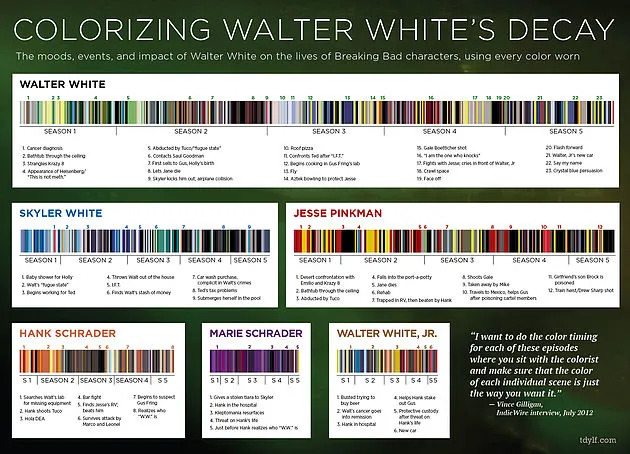 COLORIZING WALTER WHITE'S DECAY
The moods, events, and impact of Walter White on the lives of Breaking Bad characters, using every color worn
WALTER WHITE
1 2 3 4 5 6 7 8 9 10 11 12 13 14 15 16 17 18 19 20 21 22 23
SEASON 1 SEASON 2 SEASON 3 SEASON 4 SEASON 5
1. Cancer diagnosis
2. Bathtub through the ceiling
3. Strangles Krazy 8
4. Appearance of Heisenberg/
"This is not meth."
5. Abducted by Tuco/"fugue state"
6. Contacts Saul Goodman
7. First sells to Gus, Holly's birth
8. Lets Jane die
9. Skyler kicks him out, airplane collision
10. Roof pizza
11. Confronts Ted after "I.F.T."
12. Begins cooking in Gus Fring's lab
13. Fly
14. Aztek bowling to protect Jesse
15. Gale Boetticher shot
16. "I am the one who knocks"
17. Fights with Jesse, cries in front of Walter, Jr
18. Crawl space
19. Face off
20. Flash forward
21. Walter, Jr's new car
22. Say my name
23. Crystal blue persuasion
SKYLER WHITE
1 2 3 4 5 6 7 8 9
SEASON 1 SEASON 2 SEASON 3 SEASON 4 SEASON 5
1. Baby shower for Holly
2. Walt's "fugue state"
3. Begins working for Ted
4. Throws Walt out of the house
5. I.F.T.
6. Finds Walt's stash of money
7. Car wash purchase,
complicit in Walt's crimes
8. Ted's tax problems
9. Submerges herself in the pool
JESSE PINKMAN
1 2 3 4 5 6 7 8 9 10 11 12
SEASON 1 SEASON 2 SEASON 3 SEASON 4 SEASON 5
1. Desert confrontation with
Emilio and Krazy 8
2. Bathtub through the ceiling
3. Abducted by Tuco
4. Falls into the port-a-potty
5. Jane dies
6. Rehab
7. Trapped in RV, then beaten by Hank
8. Shoots Gale
9. Taken away by Mike
10. Travels to Mexico, helps Gus
after poisoning cartel members
11. Girlfriend's son Brock is
poisoned
12. Train heist/Drew Sharp shot
HANK SCHRADER
1 2 3 4 5 6 7 8
S 1 SEASON 2 SEASON 3 SEASON 4 S 5
1. Searches Walt's lab
for missing equipment
2. Hank shoots Tuco
3. Hola DEA
4. Bar fight
5. Finds Jesse's RV;
beats him
6. Survives attack by
Marco and Leonel
7. Begins to suspect
Gus Fring
8. Realizes who
"W.W." is
MARIE SCHRADER
1 2 3 4 5
S 1 S 2 S 3 S 4 S 5
1. Gives a stolen tiara to Skyler
2. Hank in the hospital
3. Kleptomania resurfaces
4. Threat on Hank's life
5. Just before Hank realizes who "W.W." is
WALTER WHITE, JR.
1 2 3 4 5 6
S 1 S 2 S 3 S 4 S 5
1. Busted trying to
buy beer
2. Walt's cancer goes
into remission
3. Hank in hospital
4. Helps Hank stake
out Gus
5. Protective custody
after threat on
Hank's life
6. New car
"I want to do the color timing
for each of these episodes
where you sit with the colorist
and make sure that the color
of each individual scene is just
the way you want it."
— Vince Gilligan,
IndieWire interview, July 2012
tdylf.com